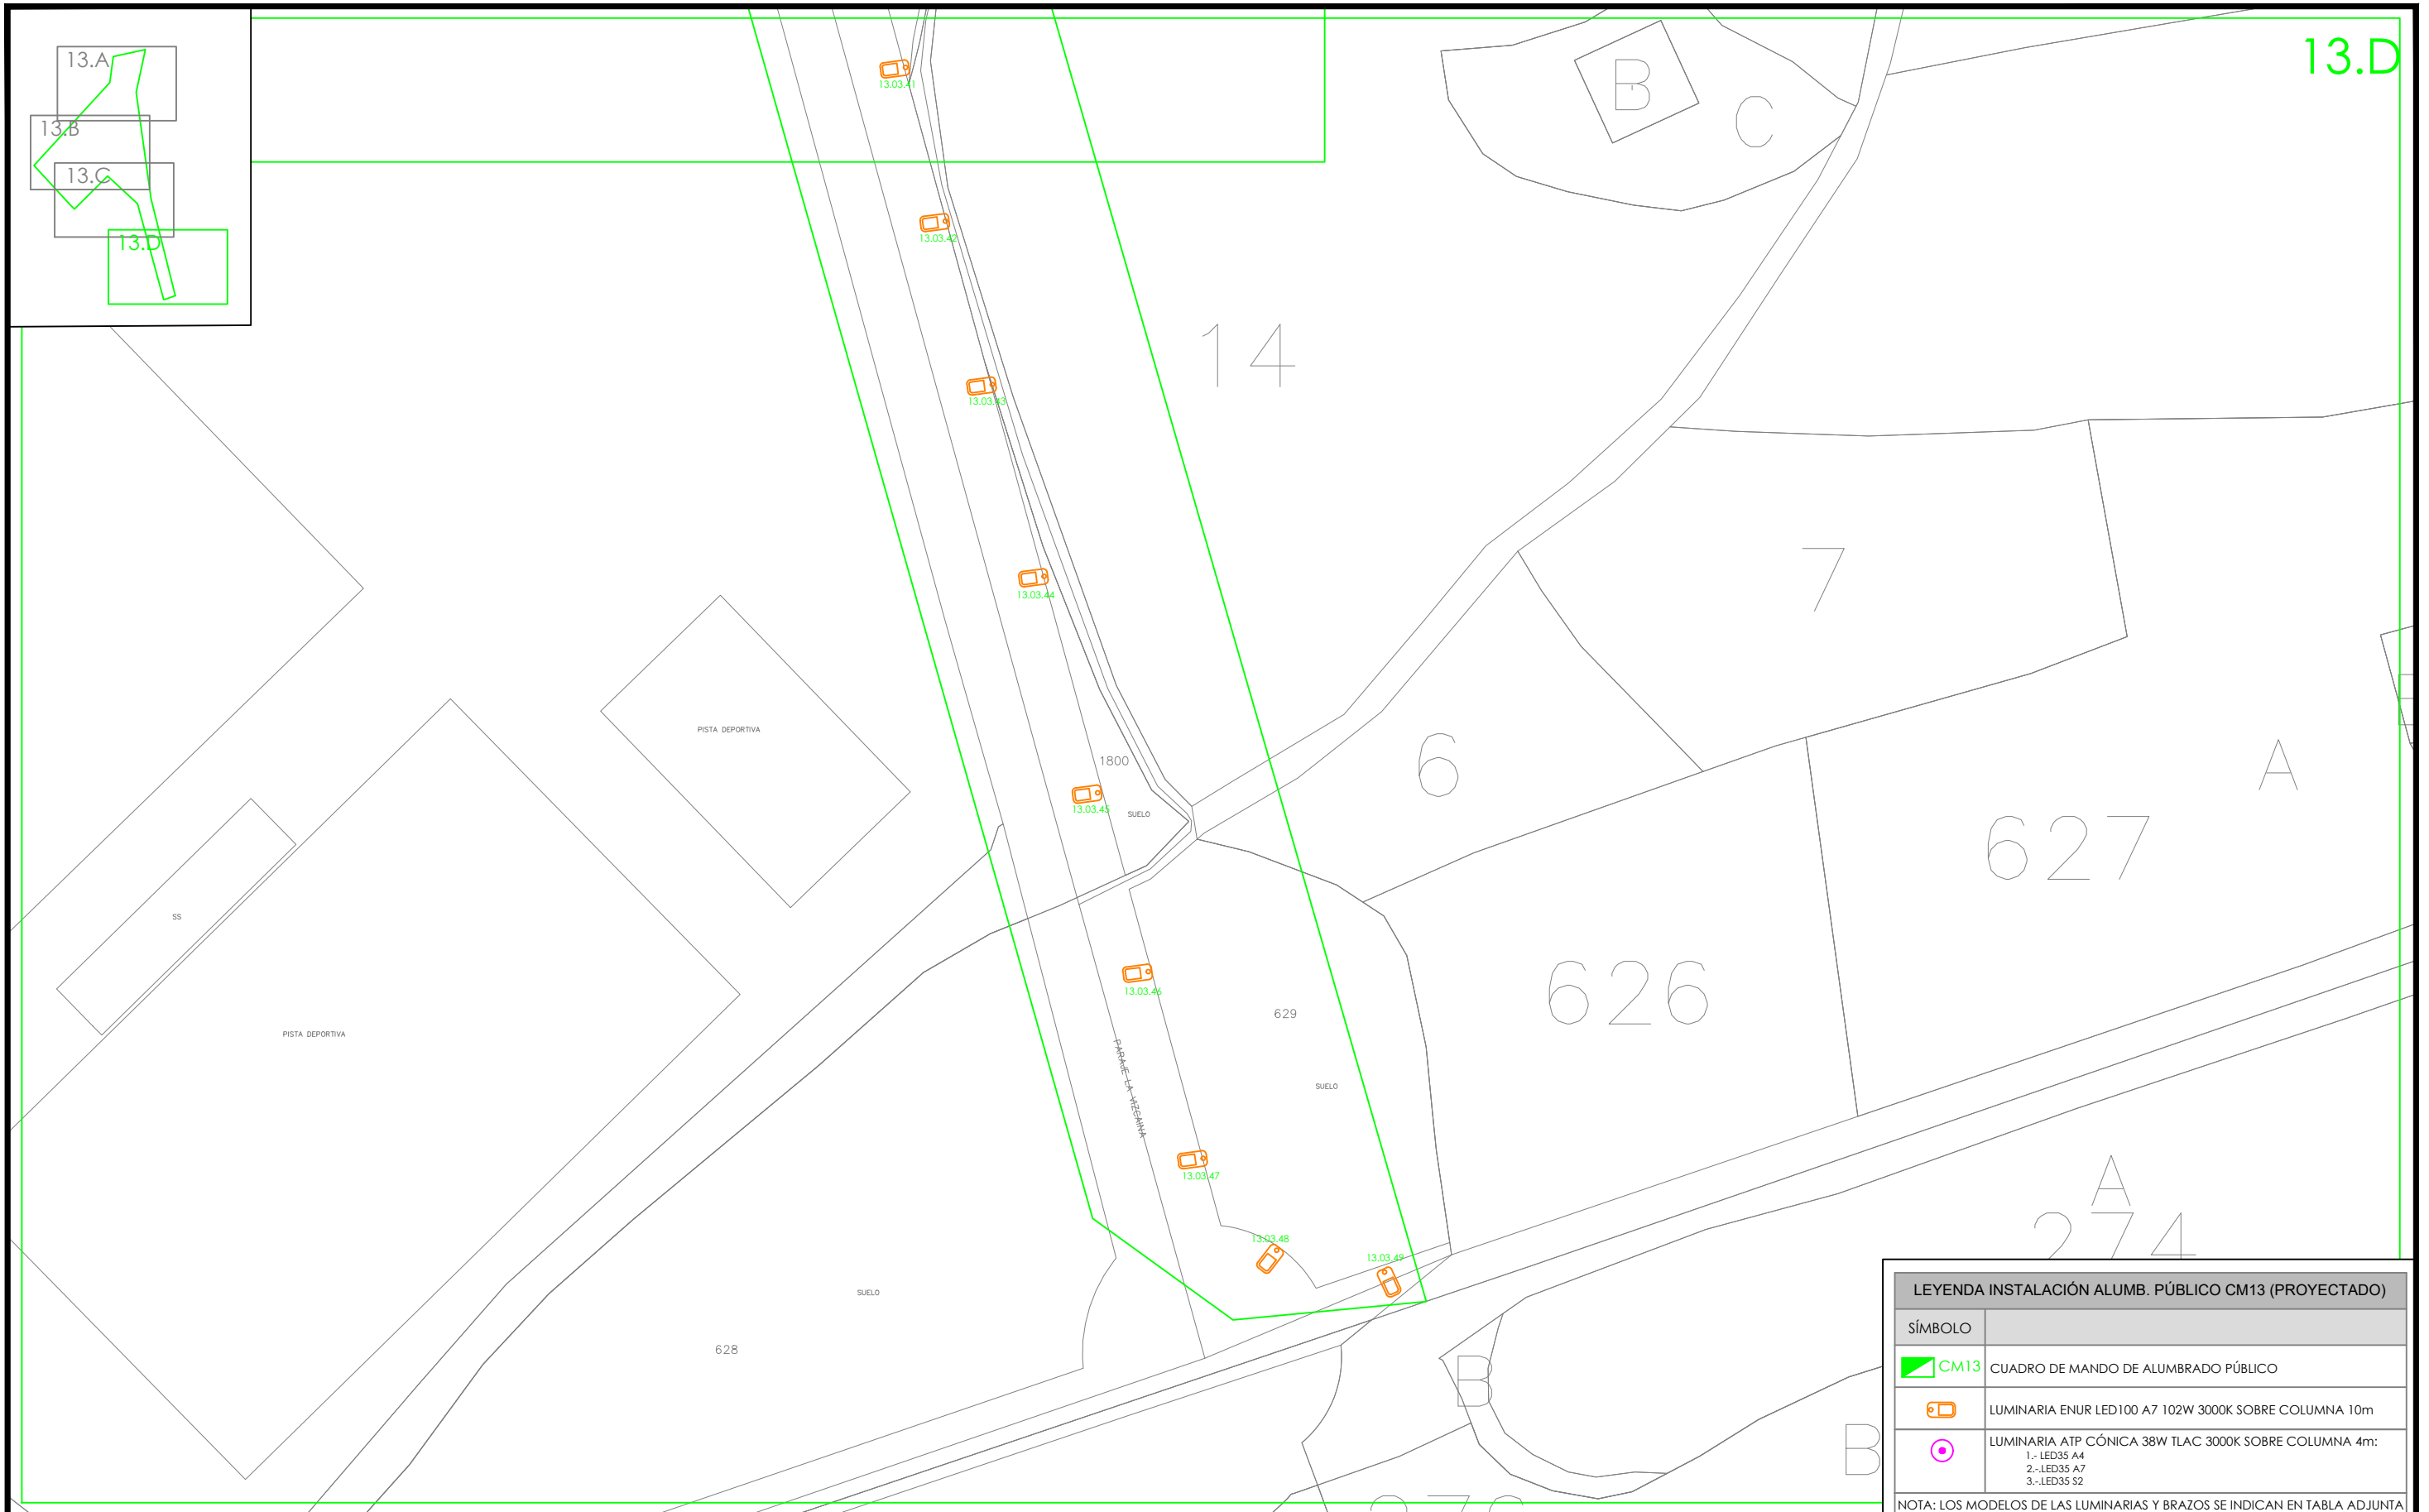 13.D
13.A
13.B
13.C
13.D
13.03.41
B
C
13.03.42
14
13.03.43
13.03.44
7
PISTA DEPORTIVA
1800
6
A
13.03.45
SUELO
627
SS
13.03.46
626
629
PISTA DEPORTIVA
PARAJE LA VIZCAINA
SUELO
13.03.47
A
274
13.03.48
13.03.49
SUELO
628
B
B
LEYENDA INSTALACIÓN ALUMB. PÚBLICO CM13 (PROYECTADO)
SÍMBOLO
CM13 CUADRO DE MANDO DE ALUMBRADO PÚBLICO
LUMINARIA ENUR LED100 A7 102W 3000K SOBRE COLUMNA 10m
LUMINARIA ATP CÓNICA 38W TLAC 3000K SOBRE COLUMNA 4m:
1.- LED35 A4
2.-.LED35 A7
3.-.LED35 S2
NOTA: LOS MODELOS DE LAS LUMINARIAS Y BRAZOS SE INDICAN EN TABLA ADJUNTA